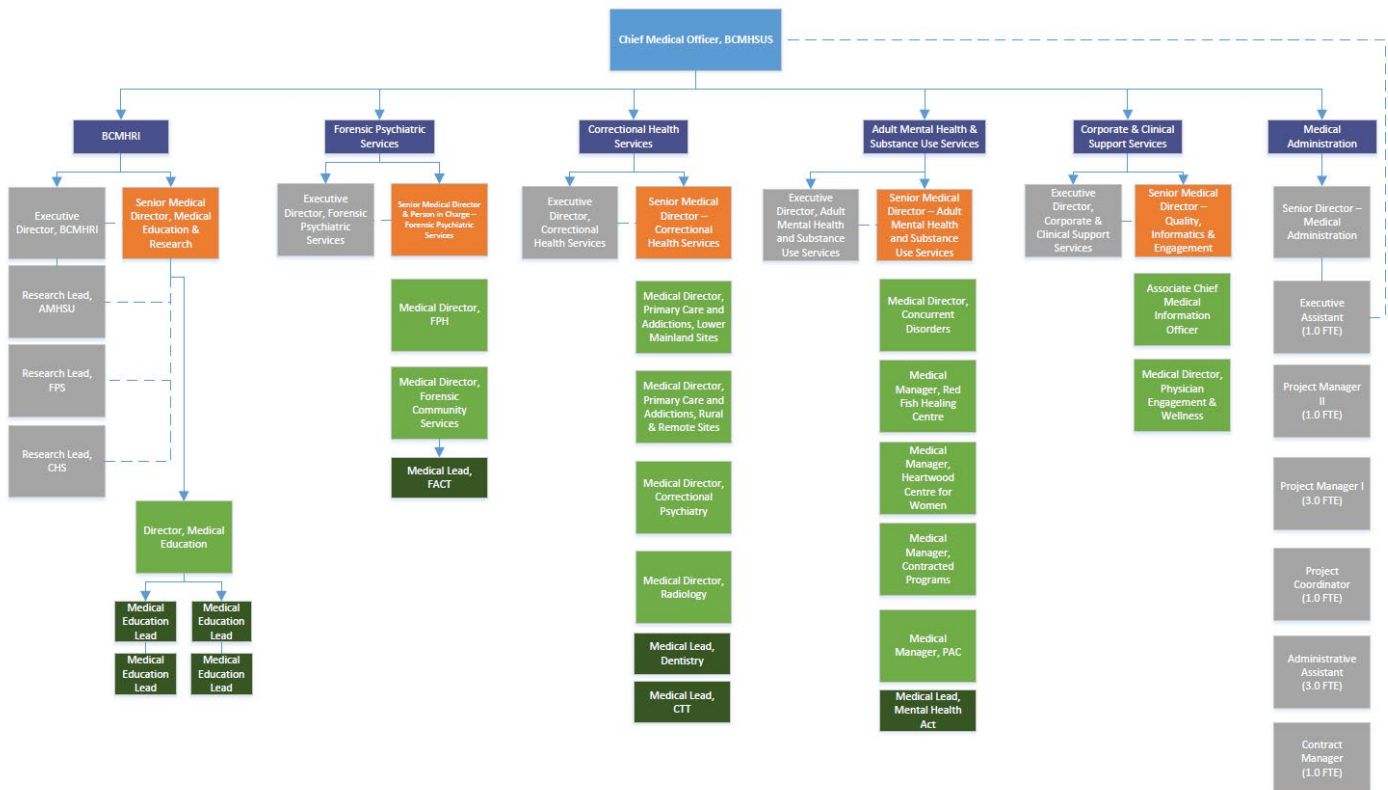 Chief Medical Officer, BCMHSUS
BCMHRI
Forensic Psychiatric
Services
Correctional Health
Services
Adult Mental Health &
Substance Use Services
Corporate & Clinical
Support Services
Medical
Administration
Executive
Director, BCMHRI
Senior Medical
Director, Medical
Education &
Research
Executive
Director, Forensic
Psychiatric
Services
Senior Medical Director
& Person in Charge –
Forensic Psychiatric
Services
Executive
Director,
Correctional
Health Services
Senior Medical
Director –
Correctional
Health Services
Executive
Director, Adult
Mental Health
and Substance
Use Services
Senior Medical
Director – Adult
Mental Health
and Substance
Use Services
Executive
Director,
Corporate &
Clinical Support
Services
Senior Medical
Director –
Quality,
Informatics &
Engagement
Senior Director –
Medical
Administration
Research Lead,
AMHSU
Research Lead,
FPS
Research Lead,
CHS
Director, Medical
Education
Medical
Education
Lead
Medical
Education
Lead
Medical
Education
Lead
Medical
Education
Lead
Medical Director,
FPH
Medical Director,
Forensic
Community
Services
Medical Lead,
FACT
Medical Director,
Primary Care and
Addictions, Lower
Mainland Sites
Medical Director,
Primary Care and
Addictions, Rural
& Remote Sites
Medical Director,
Correctional
Psychiatry
Medical Director,
Radiology
Medical Lead,
Dentistry
Medical Lead,
CTT
Medical Director,
Concurrent
Disorders
Medical
Manager, Red
Fish Healing
Centre
Medical
Manager,
Heartwood
Centre for
Women
Medical
Manager,
Contracted
Programs
Medical
Manager, PAC
Medical Lead,
Mental Health
Act
Associate Chief
Medical
Information
Officer
Medical Director,
Physician
Engagement &
Wellness
Executive
Assistant
(1.0 FTE)
Project Manager
II
(1.0 FTE)
Project Manager I
(3.0 FTE)
Project
Coordinator
(1.0 FTE)
Administrative
Assistant
(3.0 FTE)
Contract
Manager
(1.0 FTE)